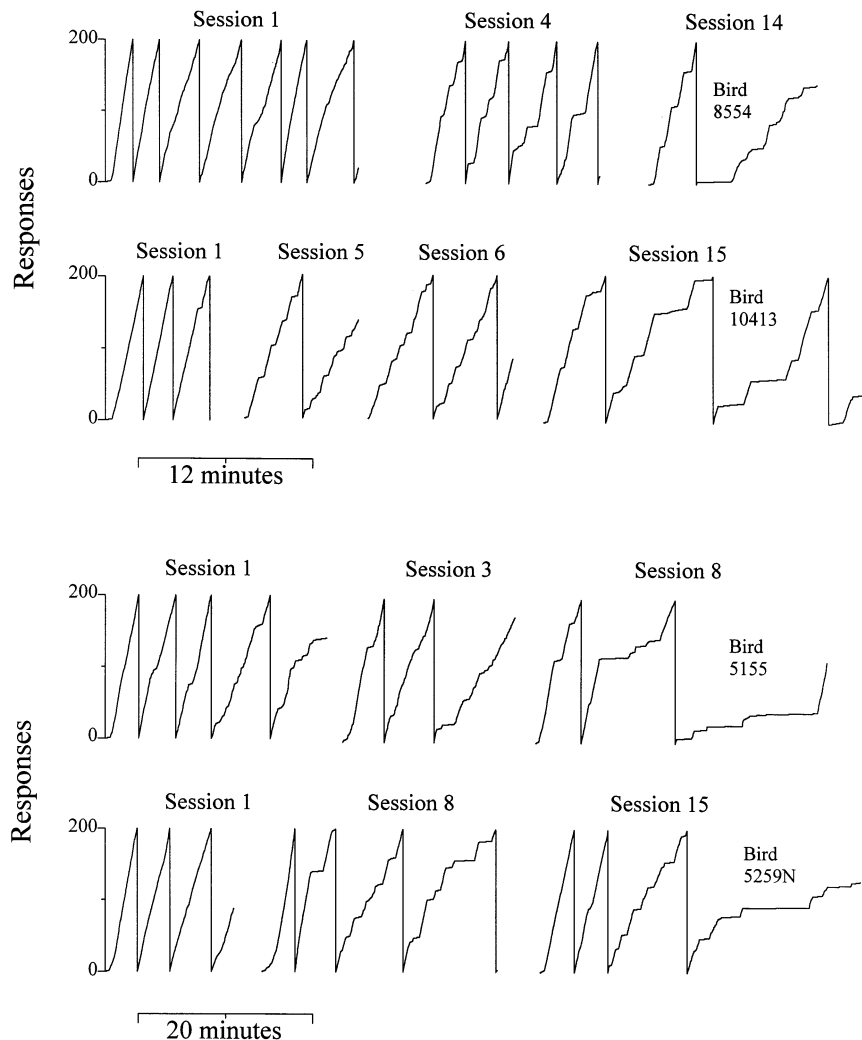 Session 1
Session 4
Session 14
200
Bird
8554
0
Responses
Session 1
Session 5
Session 6
Session 15
200
Bird
10413
0
12 minutes
Session 1
Session 3
Session 8
200
Bird
5155
0
Responses
Session 1
Session 8
Session 15
200
Bird
5259N
0
20 minutes